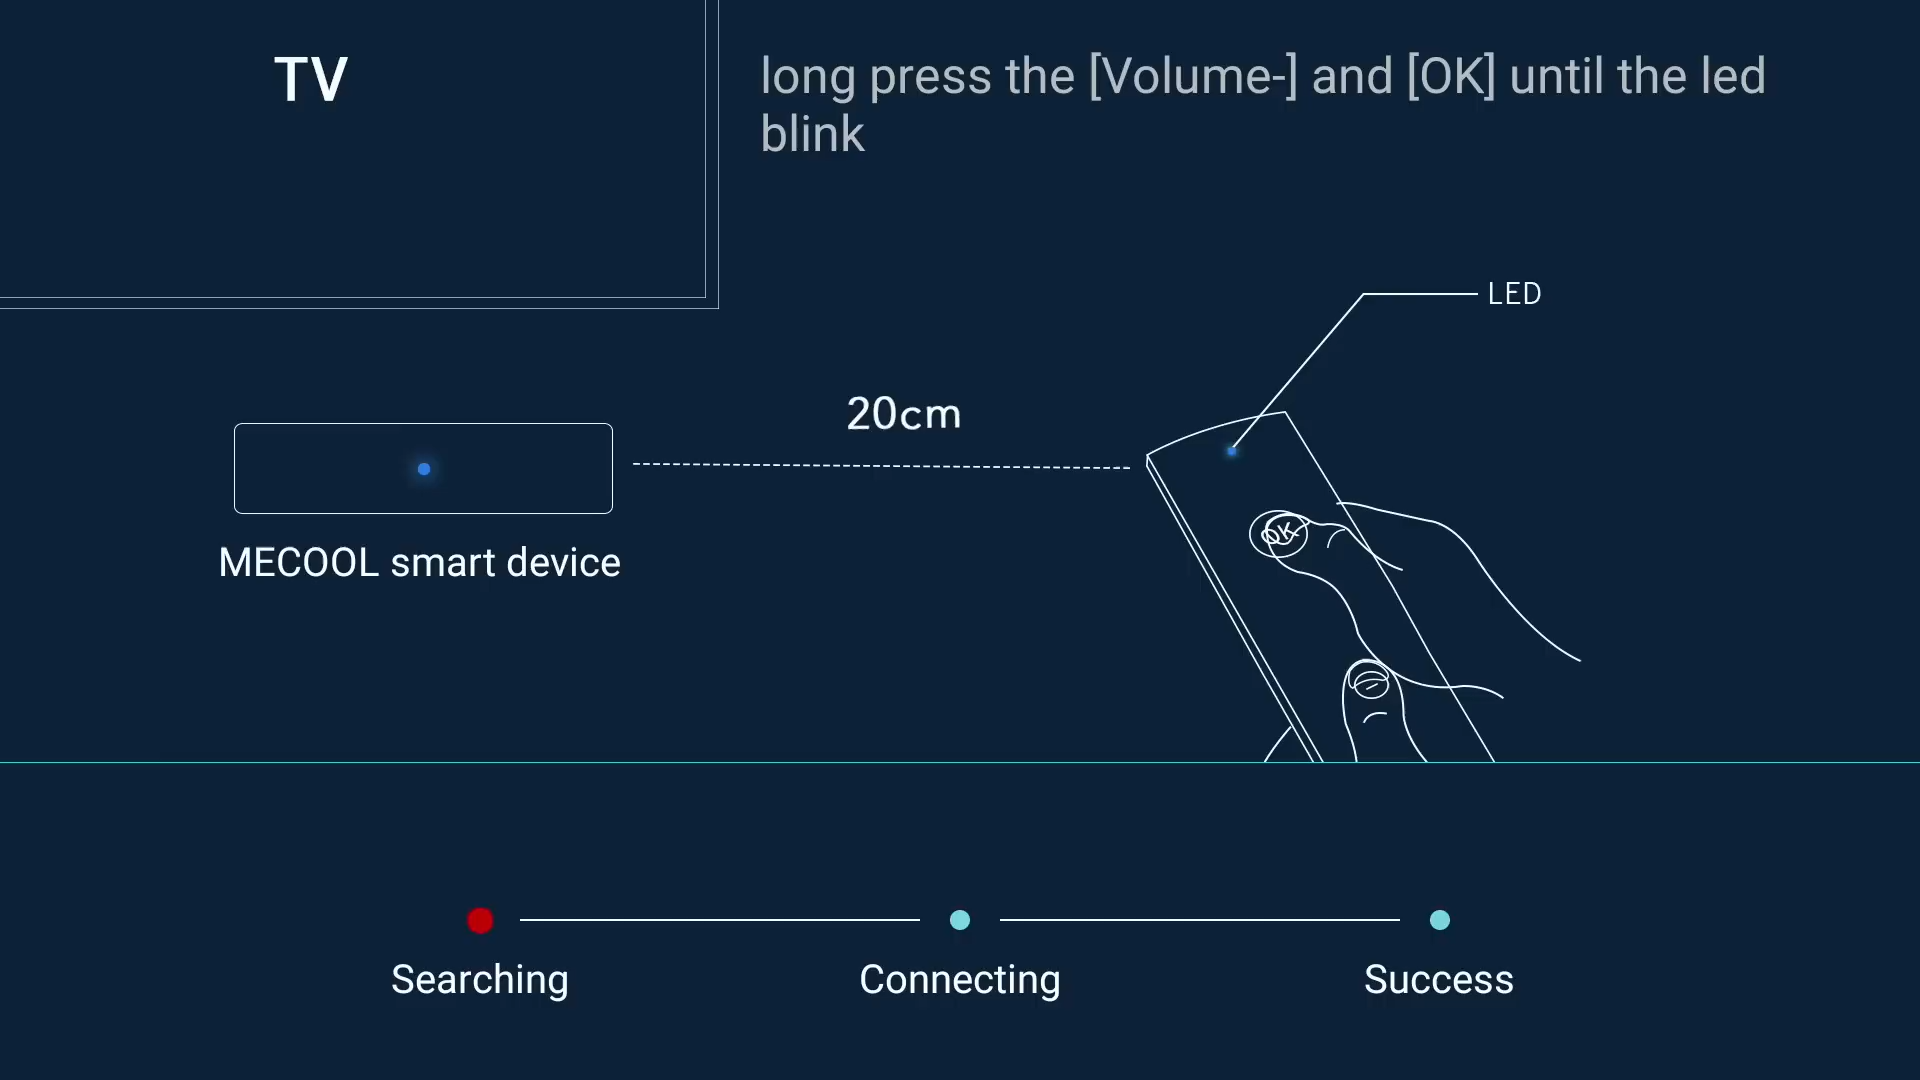 TV
long press the [Volume-] and [OK] until the led
blink
LED
20cm
OK
MECOOL smart device
Searching
Connecting
Success